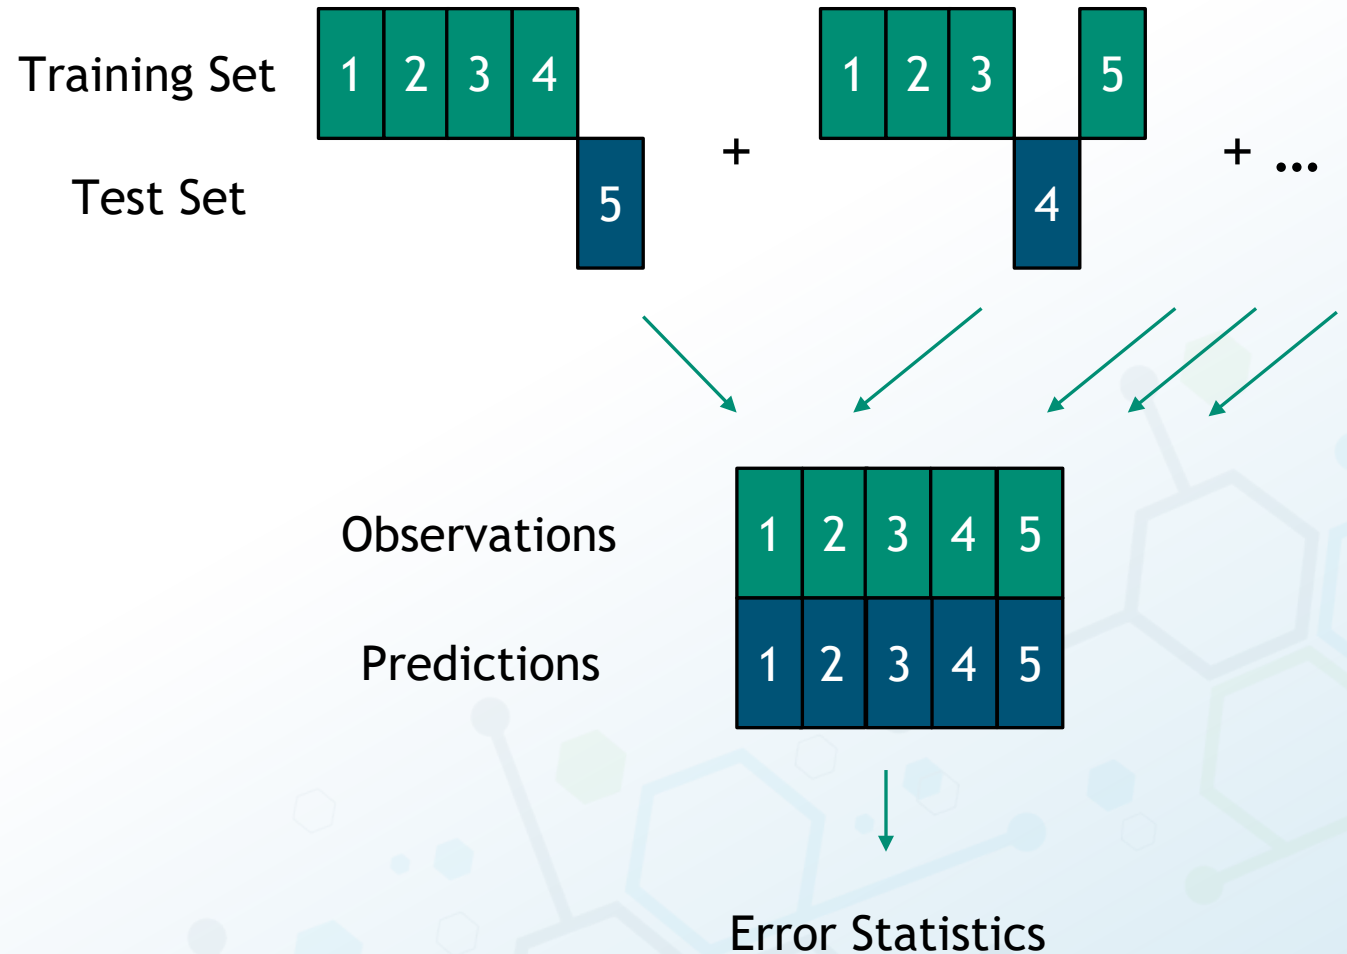 Training Set 1 2 3 4 1 2 3 5
+ + ...
Test Set 5 4
Observations 1 2 3 4 5
Predictions 1 2 3 4 5
Error Statistics